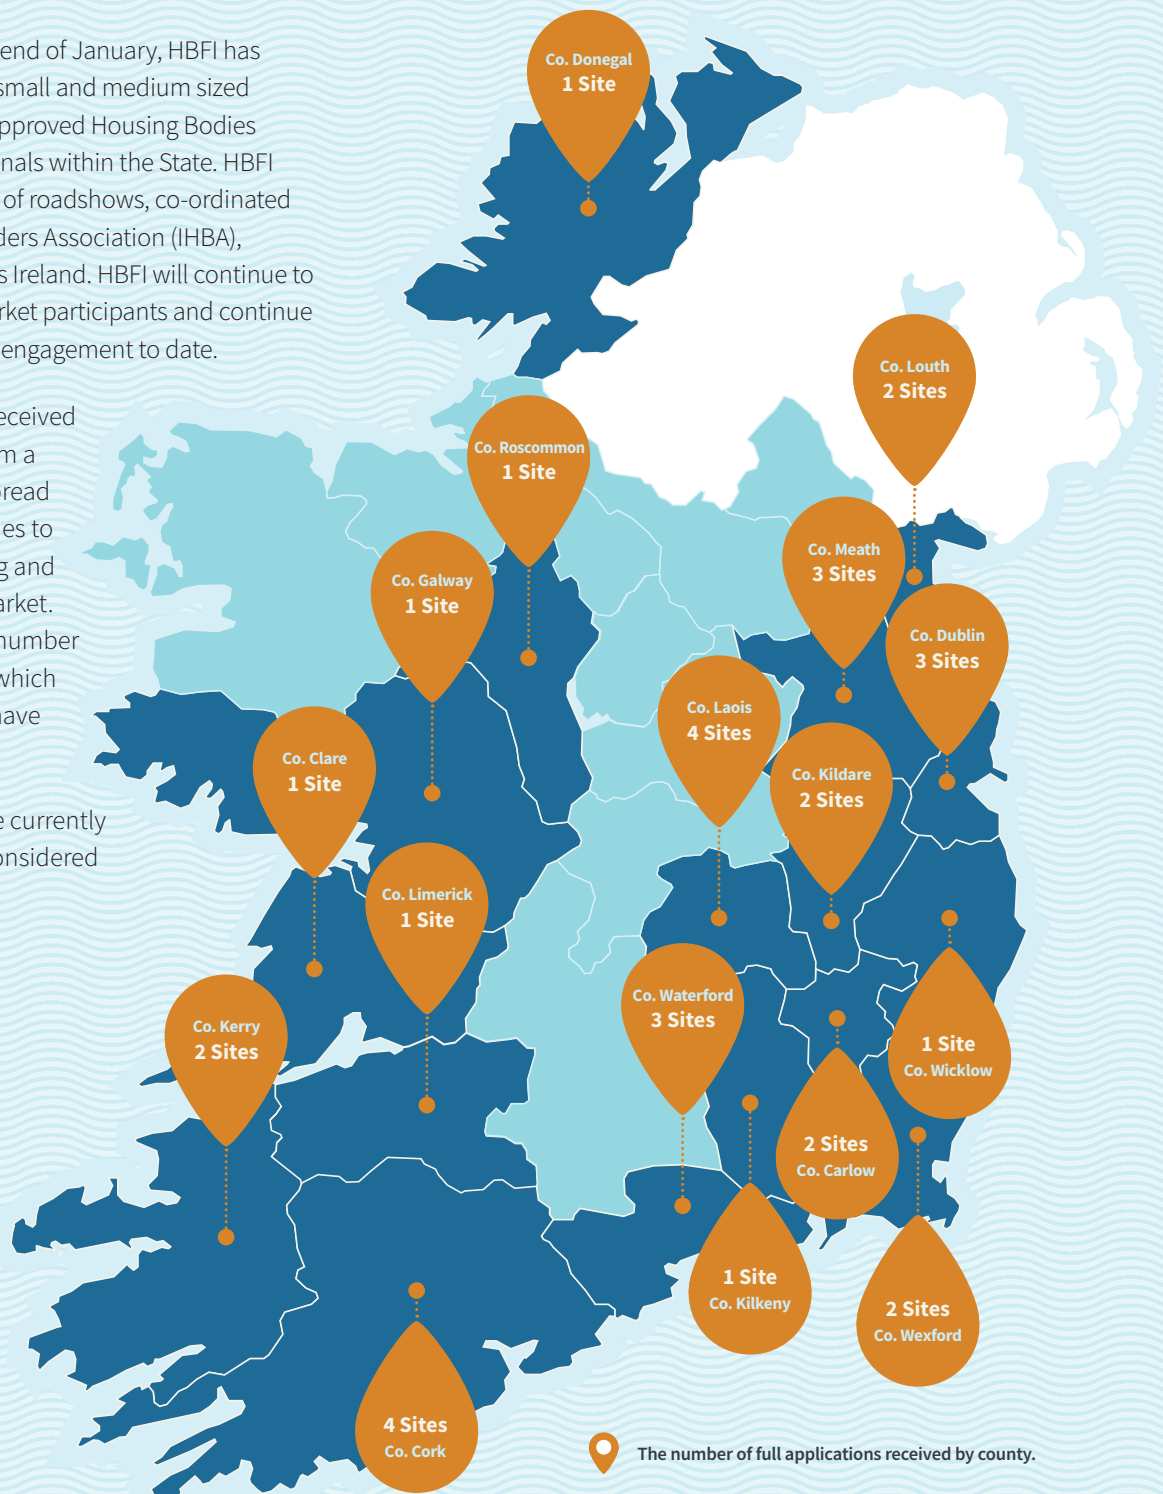 end of January, HBFI has
small and medium sized
pproved Housing Bodies
nals within the State. HBFI
of roadshows, co-ordinated
ders Association (IHBA),
s Ireland. HBFI will continue to
rket participants and continue
engagement to date.
eceived
m a
read
es to
g and
arket.
number
which
have
e currently
onsidered
Co. Donegal
1 Site
Co. Louth
2 Sites
Co. Roscommon
1 Site
Co. Meath
3 Sites
Co. Galway
1 Site
Co. Dublin
3 Sites
Co. Laois
4 Sites
Co. Clare
1 Site
Co. Kildare
2 Sites
Co. Limerick
1 Site
Co. Waterford
3 Sites
Co. Kerry
2 Sites
1 Site
Co. Wicklow
2 Sites
Co. Carlow
1 Site
Co. Kilkeny
2 Sites
Co. Wexford
4 Sites
Co. Cork
The number of full applications received by county.